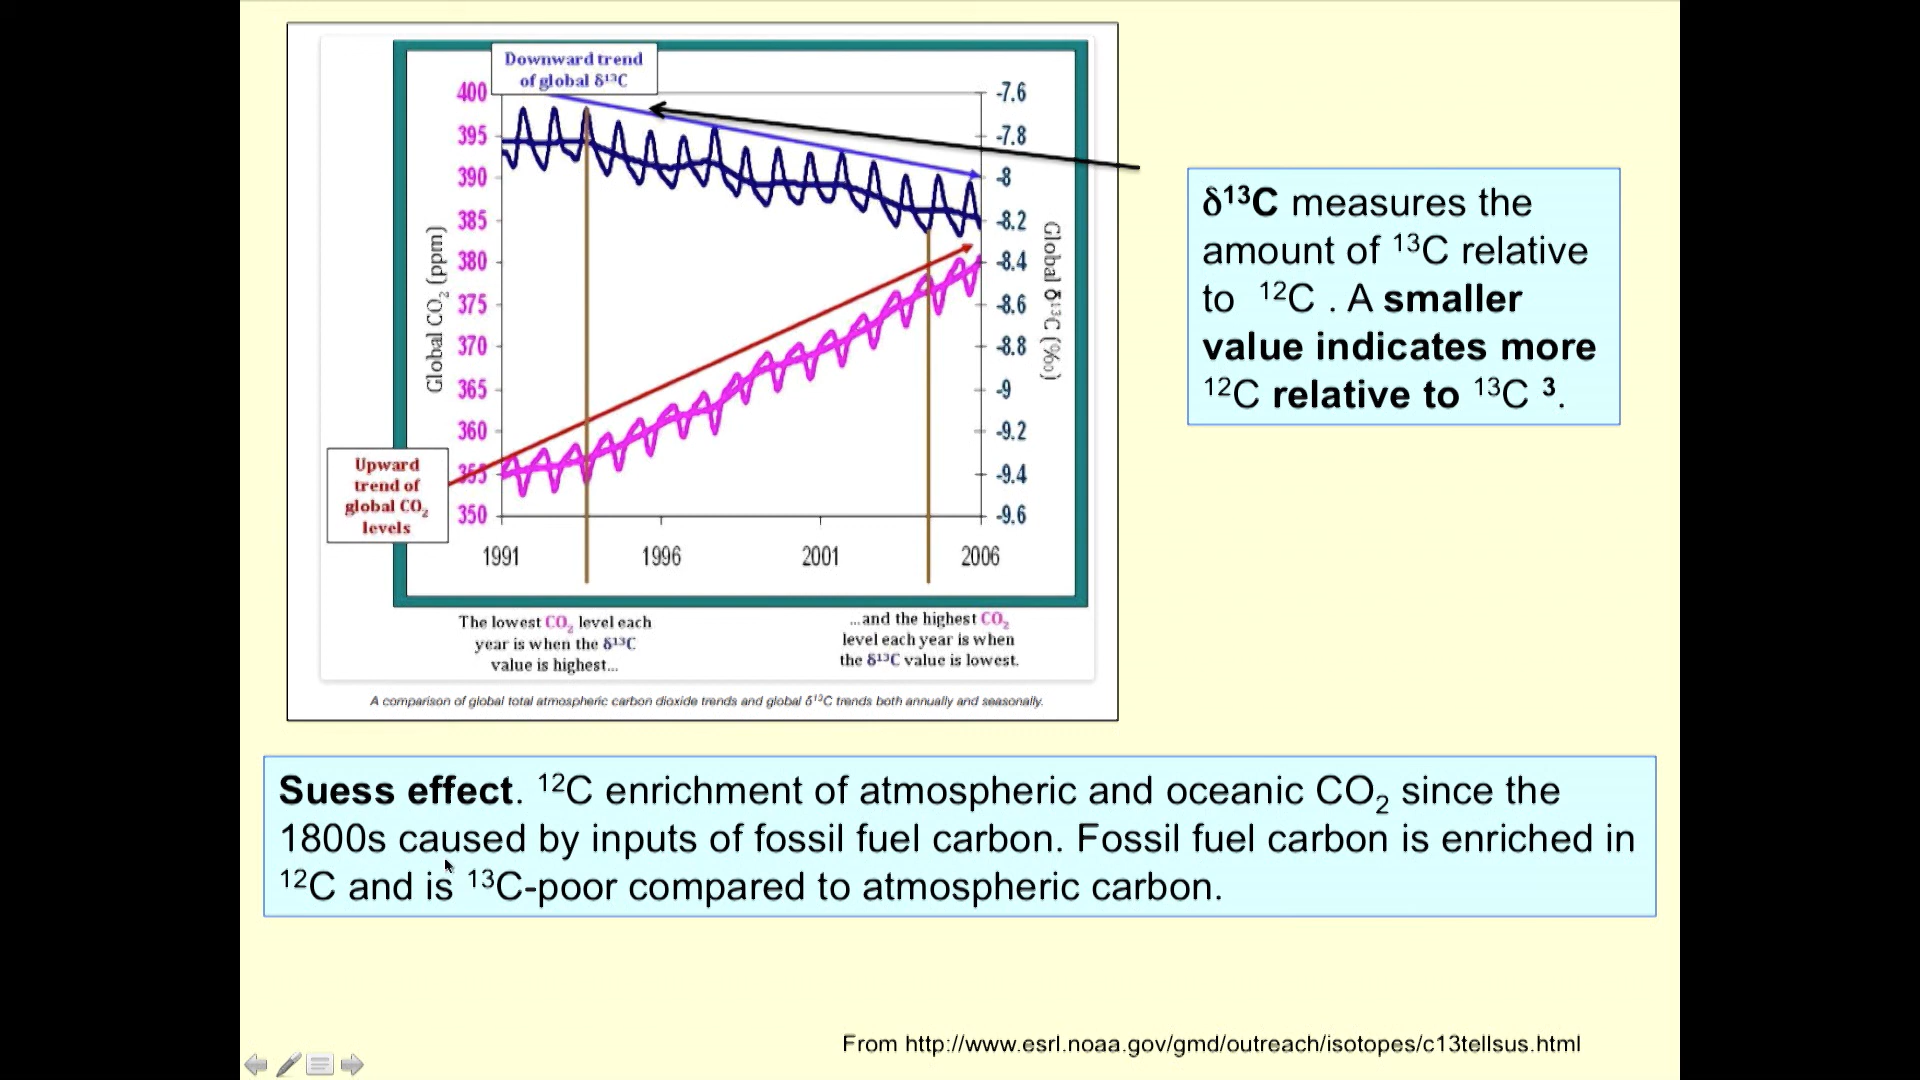 Downward trend
of global δ¹³C
400
395
390
385
380
375
370
365
360
355
350
Global CO₂ (ppm)
-7.6
-7.8
-8
-8.2
-8.4
-8.6
-8.8
-9
-9.2
-9.4
-9.6
Global δ¹³C (‰)
1991 1996 2001 2006
Upward
trend of
global CO₂
levels
The lowest CO₂ level each
year is when the δ¹³C
value is highest...
...and the highest CO₂
level each year is when
the δ¹³C value is lowest.
A comparison of global total atmospheric carbon dioxide trends and global δ¹³C trends both annually and seasonally.
δ¹³C measures the
amount of ¹³C relative
to ¹²C . A smaller
value indicates more
¹²C relative to ¹³C ³.
Suess effect. ¹²C enrichment of atmospheric and oceanic CO₂ since the
1800s caused by inputs of fossil fuel carbon. Fossil fuel carbon is enriched in
¹²C and is ¹³C-poor compared to atmospheric carbon.
From http://www.esrl.noaa.gov/gmd/outreach/isotopes/c13tellsus.html